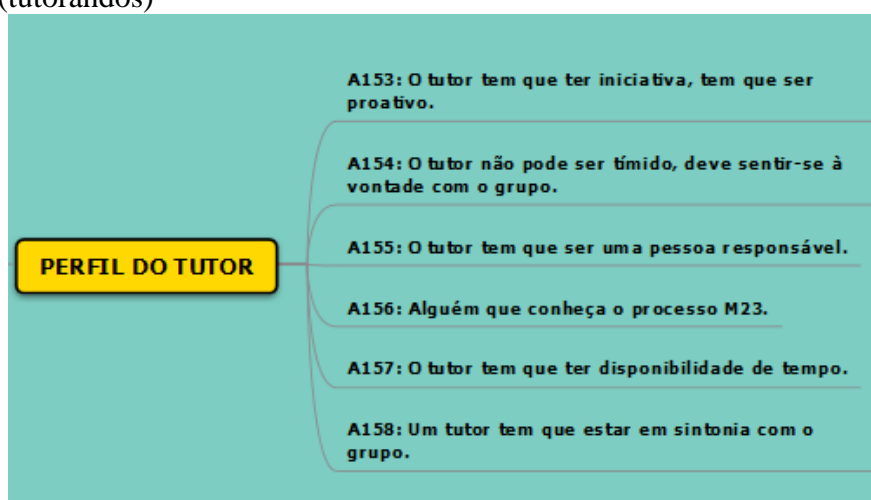 (tutorandos)
A153: O tutor tem que ter iniciativa, tem que ser
proativo.
A154: O tutor não pode ser tímido, deve sentir-se à
vontade com o grupo.
PERFIL DO TUTOR
A155: O tutor tem que ser uma pessoa responsável.
A156: Alguém que conheça o processo M23.
A157: O tutor tem que ter disponibilidade de tempo.
A158: Um tutor tem que estar em sintonia com o
grupo.